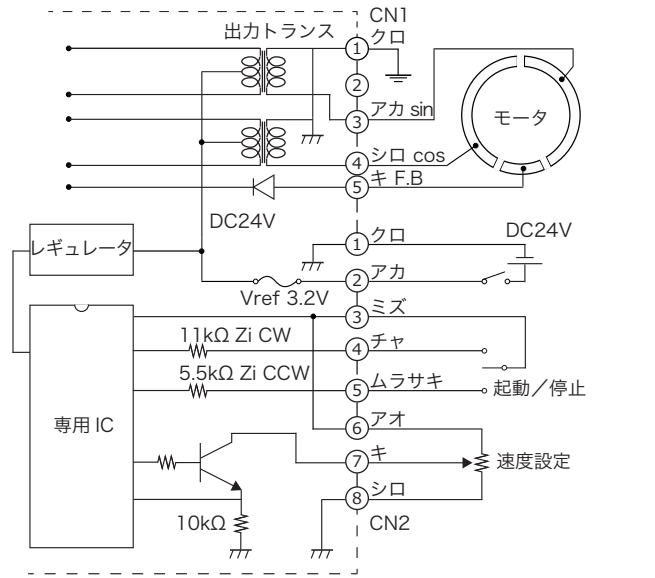 CN1
出力トランス
クロ
1
2
アカ sin
3
モータ
シロ cos
4
キ F.B
5
DC24V
クロ
1
DC24V
レギュレータ
アカ
2
Vref 3.2V
ミズ
3
11kΩ Zi CW
チャ
4
5.5kΩ Zi CCW
ムラサキ
5
起動／停止
アオ
6
専用 IC
キ
7
速度設定
シロ
8
10kΩ
CN2